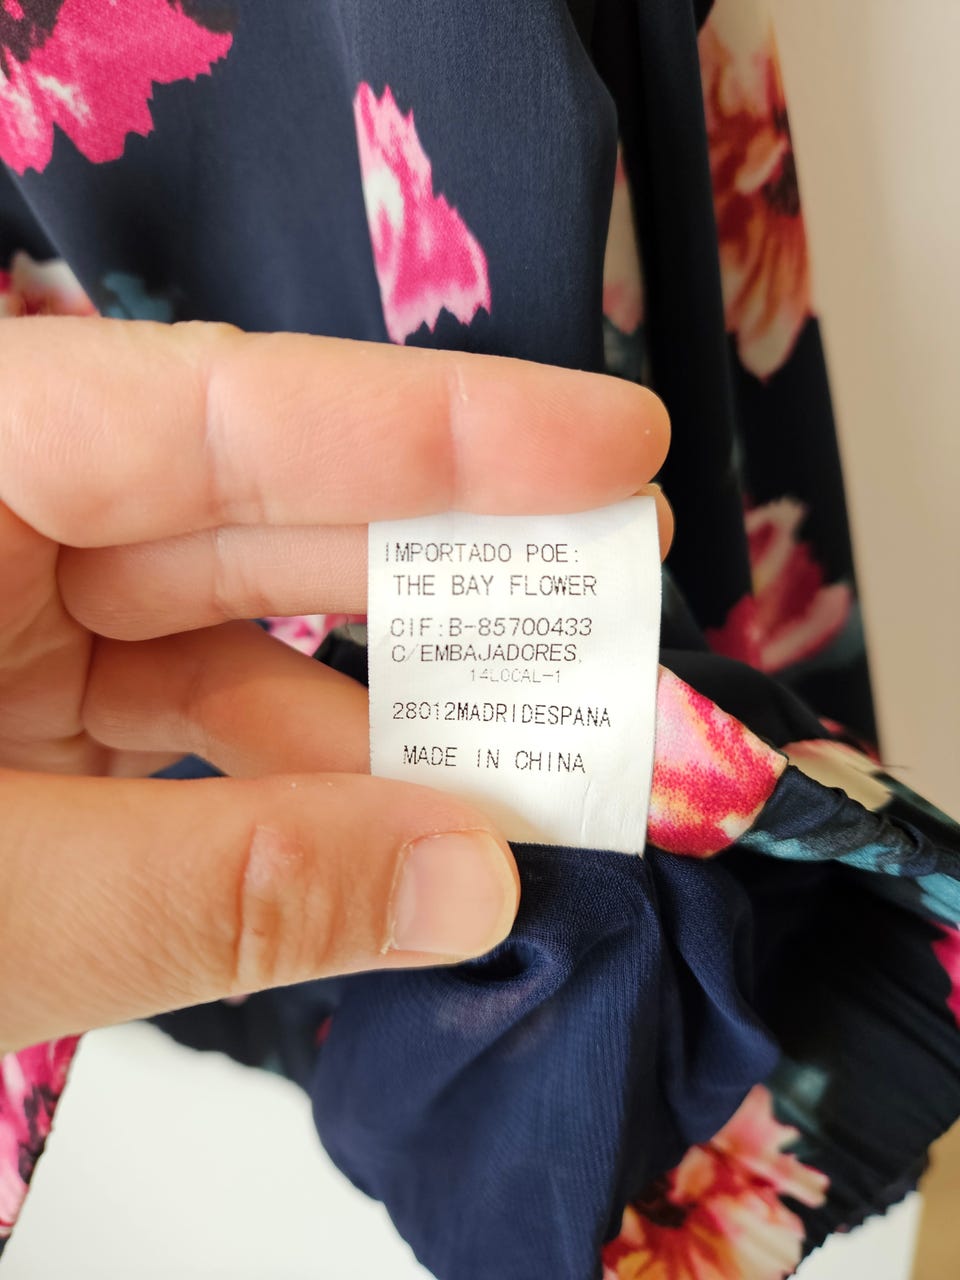 IMPORTADO POE:
THE BAY FLOWER
CIF:B-85700433
C/EMBAJADORES,
14LOCAL-1
28012MADRIDESPANA
MADE IN CHINA